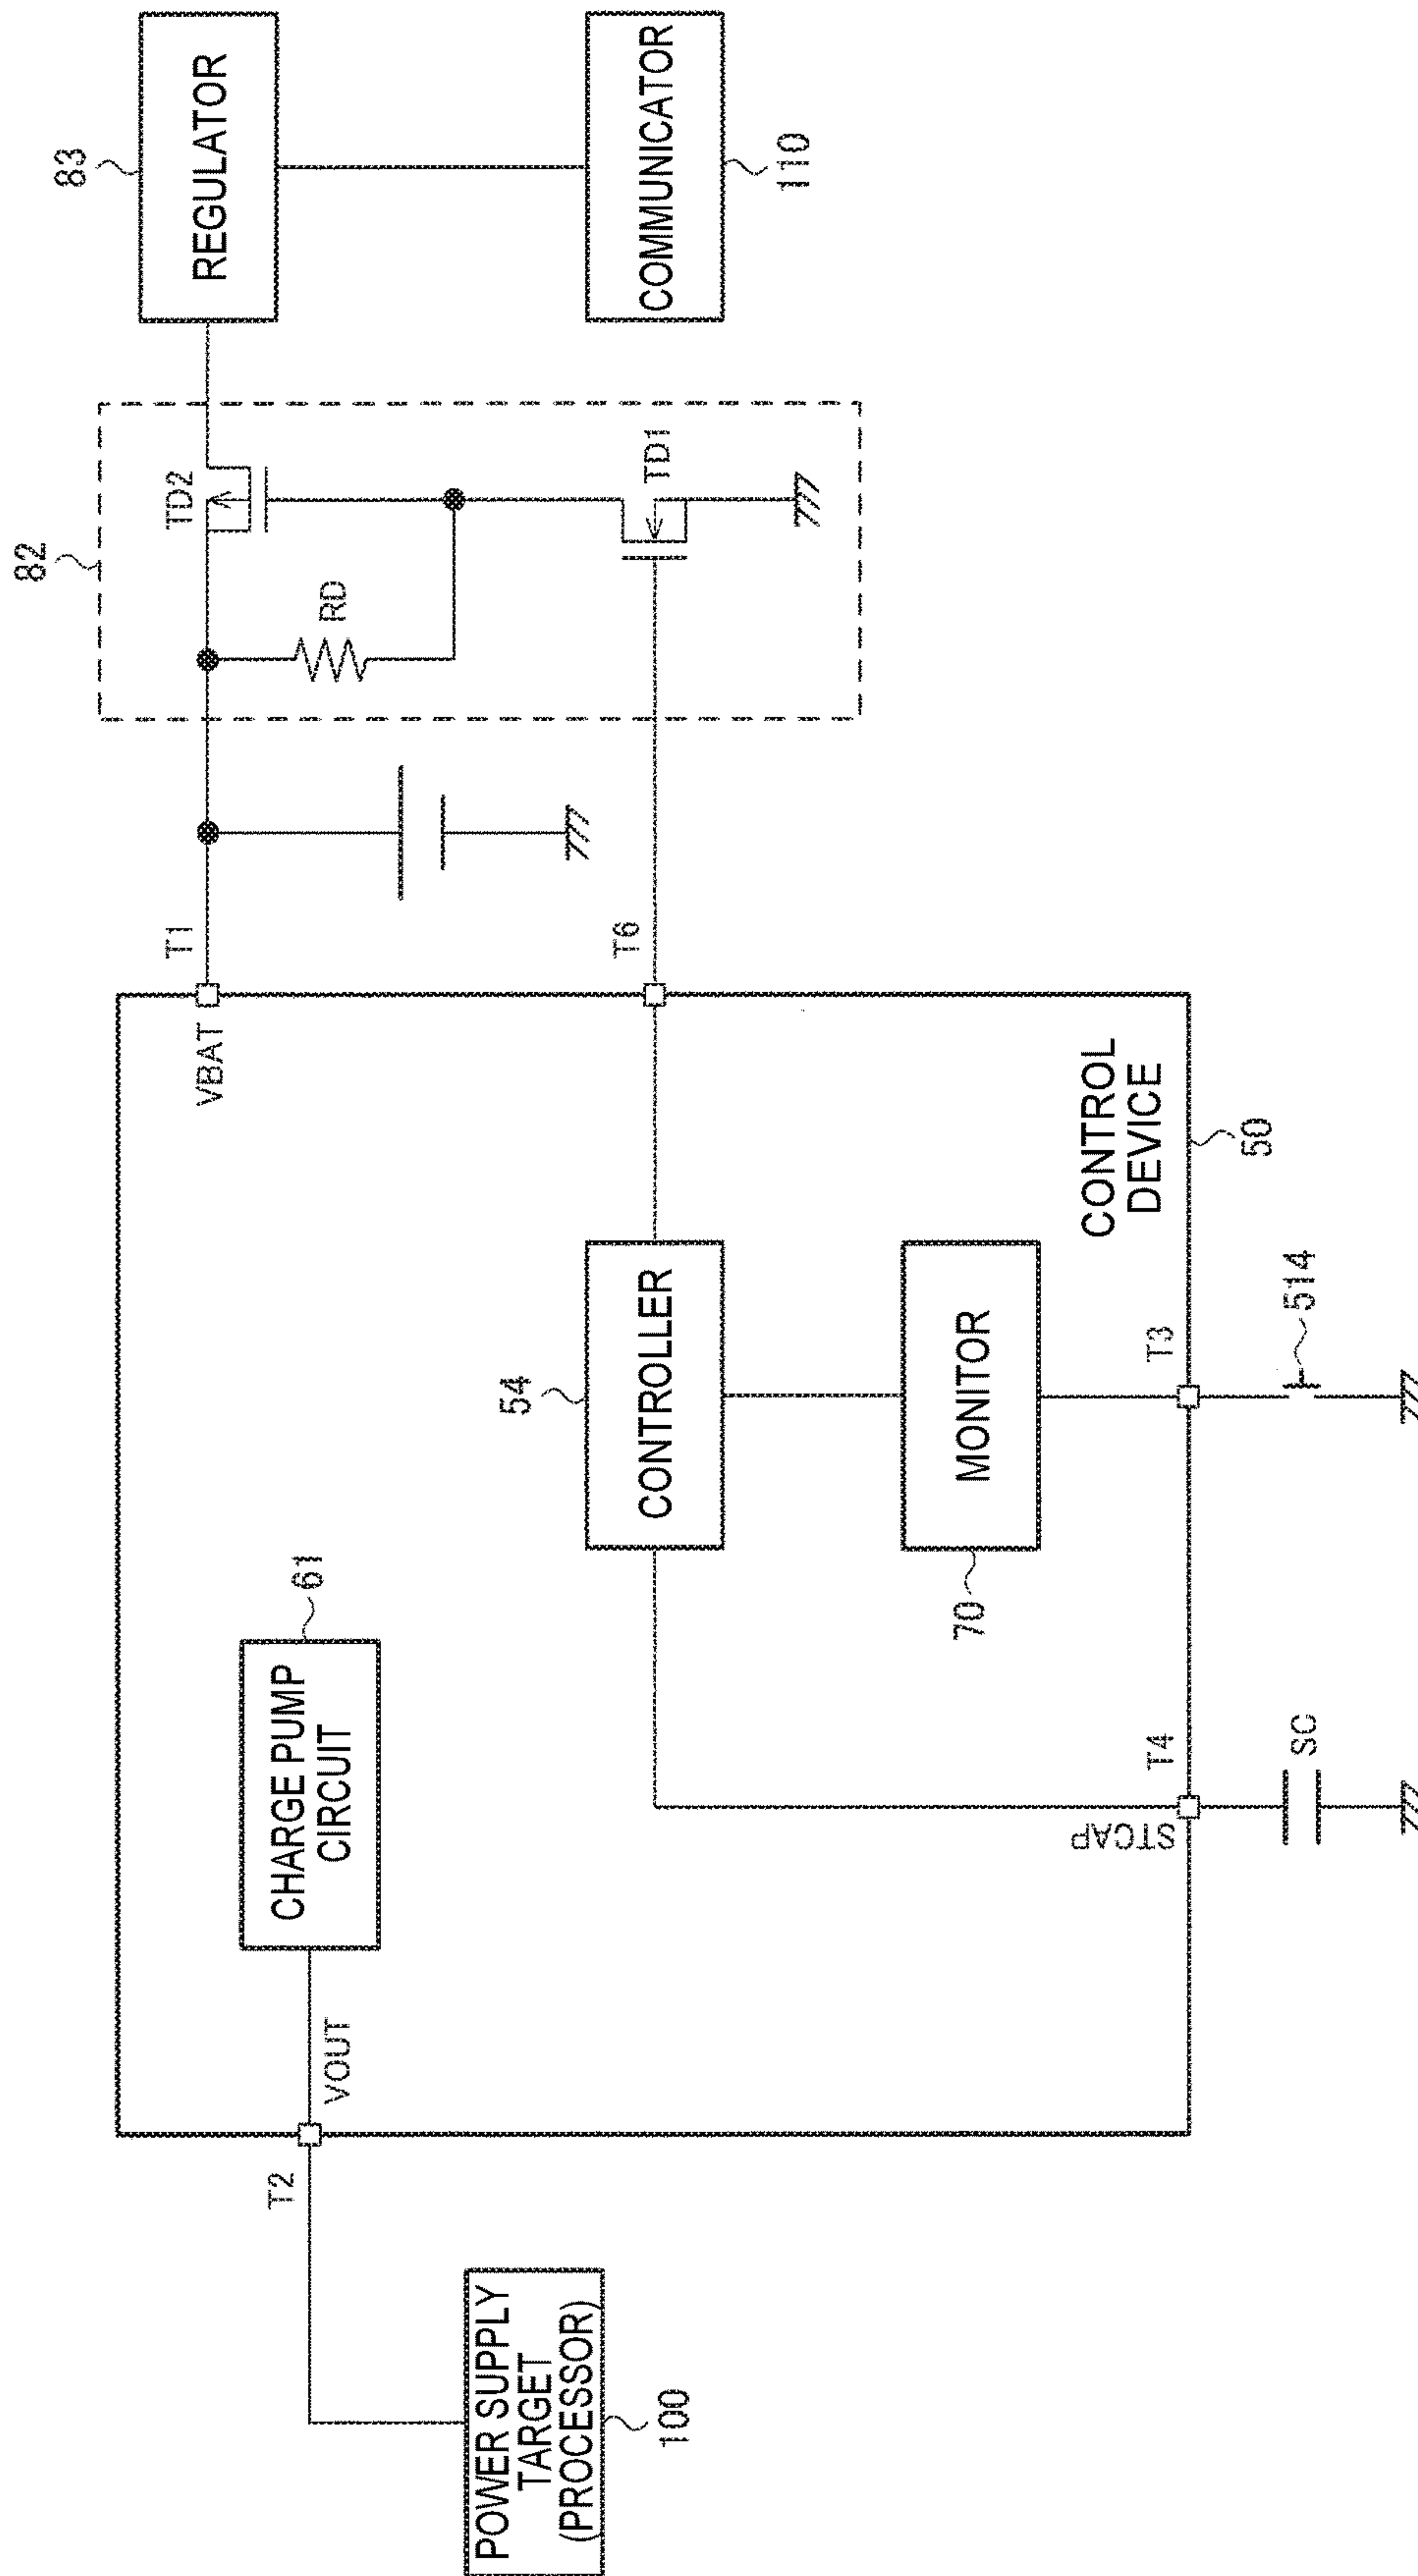 POWER SUPPLY
TARGET
(PROCESSOR)
100
T2
VOUT
CHARGE PUMP
CIRCUIT
61
CONTROLLER
54
MONITOR
70
STCAP
T4
SC
T3
514
CONTROL
DEVICE
50
VBAT
T1
T6
82
TD2
RD
TD1
REGULATOR
83
COMMUNICATOR
110